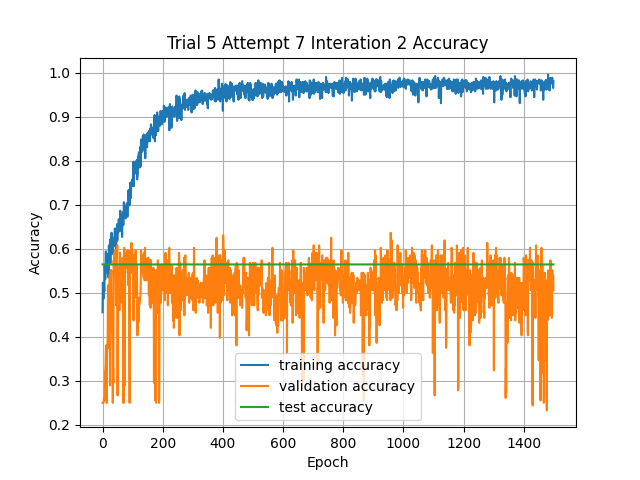 Trial 5 Attempt 7 Interation 2 Accuracy
Accuracy
1.0
0.9
0.8
0.7
0.6
0.5
0.4
0.3
0.2
training accuracy
validation accuracy
test accuracy
0 200 400 600 800 1000 1200 1400
Epoch